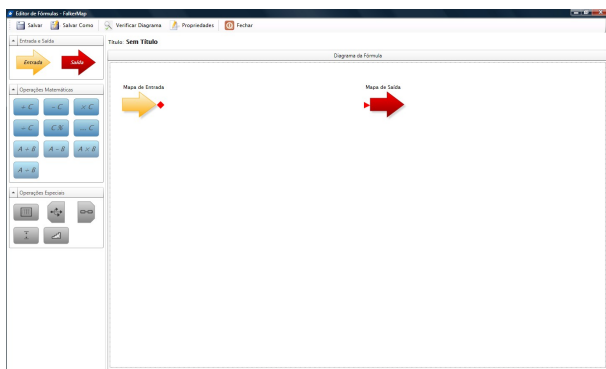 Editor de Fórmulas - FalkerMap
Salvar Salvar Como Verificar Diagrama Propriedades Fechar
Entrada e Saída
Título: Sem Título
Diagrama da Fórmula
Entrada Saída
Mapa de Entrada Mapa de Saída
Operações Matemáticas
+ C - C × C
÷ C
A + B A - B A × B
A ÷ B
Operações Especiais